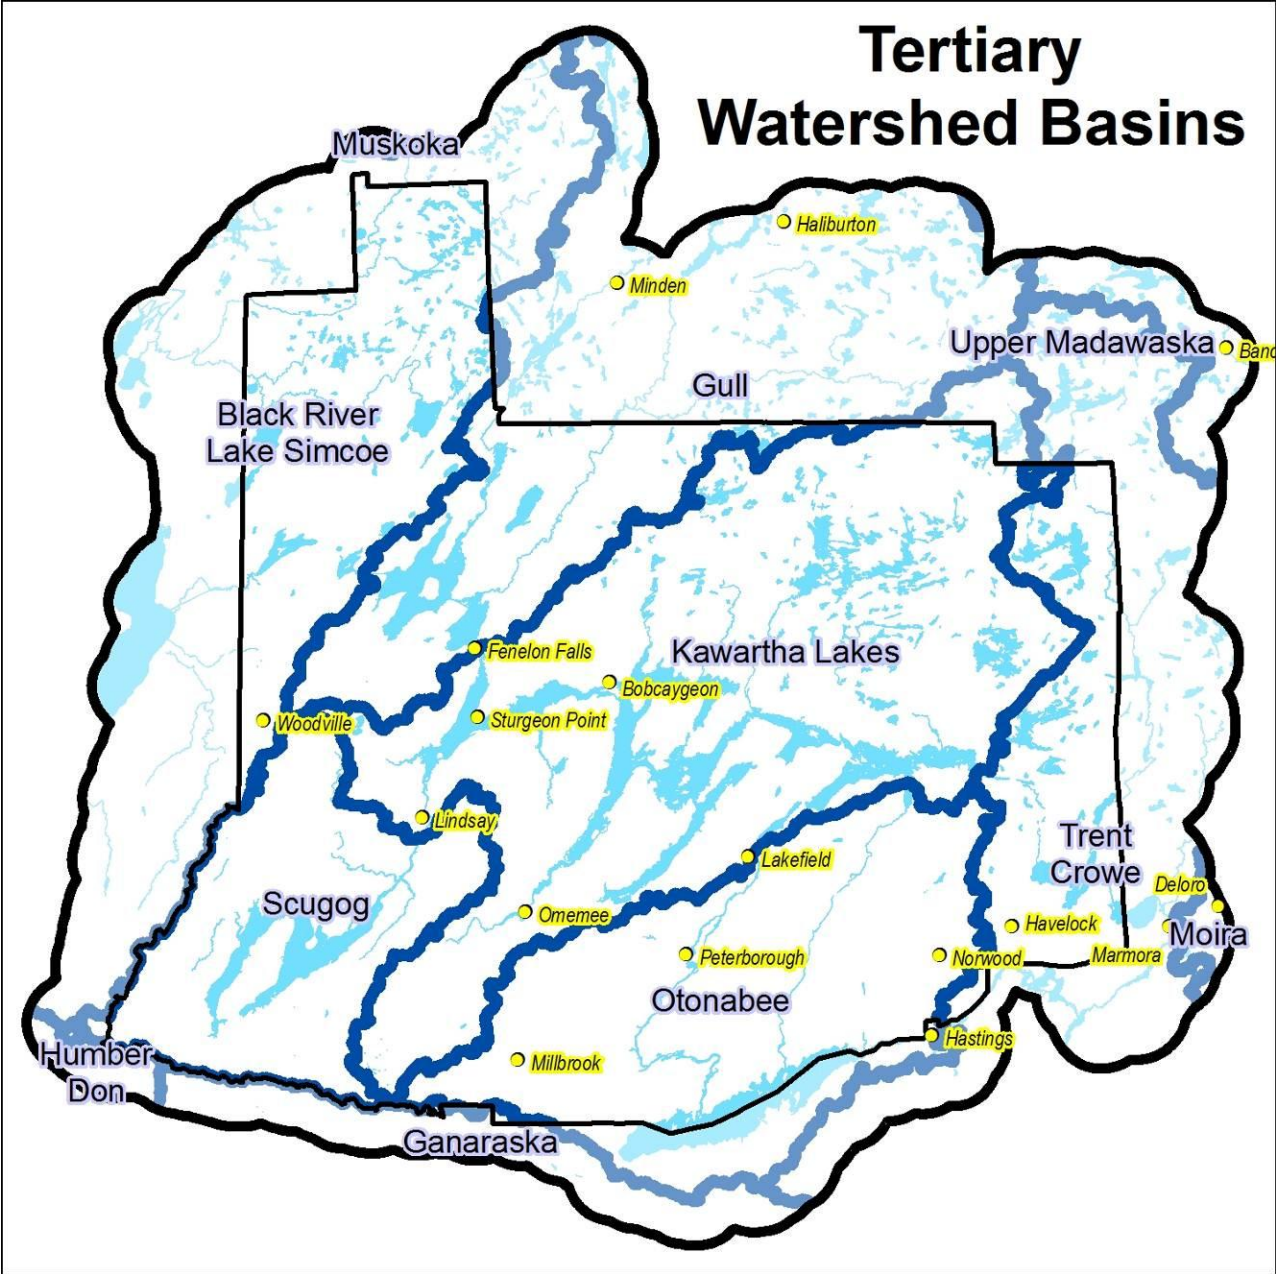 Tertiary
Watershed Basins
Muskoka
Haliburton
Minden
Upper Madawaska
Banc
Gull
Black River
Lake Simcoe
Fenelon Falls
Kawartha Lakes
Bobcaygeon
Woodville
Sturgeon Point
Lindsay
Trent
Crowe
Lakefield
Deloro
Scugog
Omemee
Havelock
Moira
Peterborough
Norwood
Marmora
Otonabee
Hastings
Humber
Don
Millbrook
Ganaraska